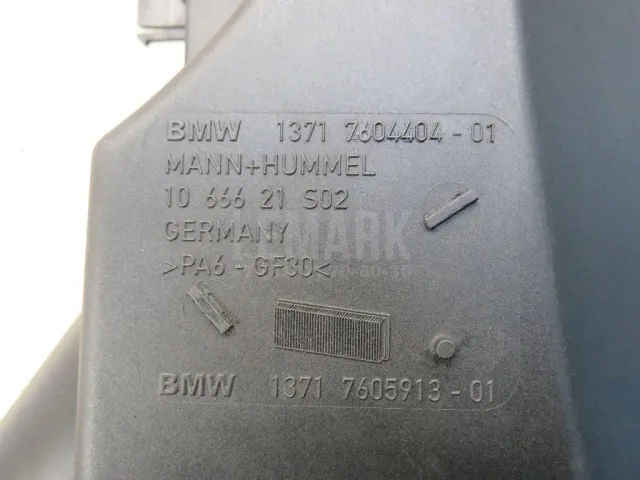 BMW 1371 7604404-01
MANN+HUMMEL
10 666 21 S02
GERMANY
>PA6-GF30<
BMW 1371 7605913-01